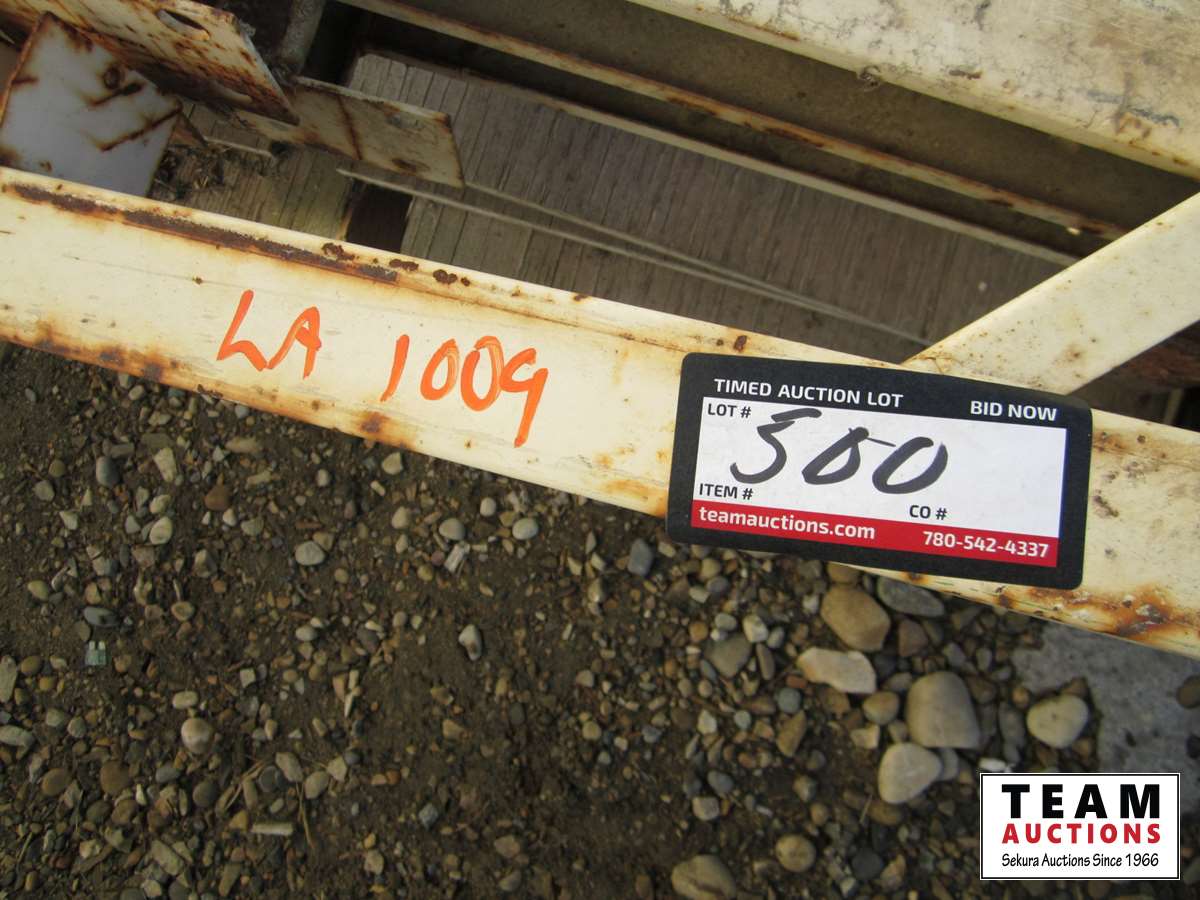 LA 1009
TIMED AUCTION LOT BID NOW
LOT # 500
ITEM # CO #
teamauctions.com 780-542-4337
TEAM
AUCTIONS
Sekura Auctions Since 1966